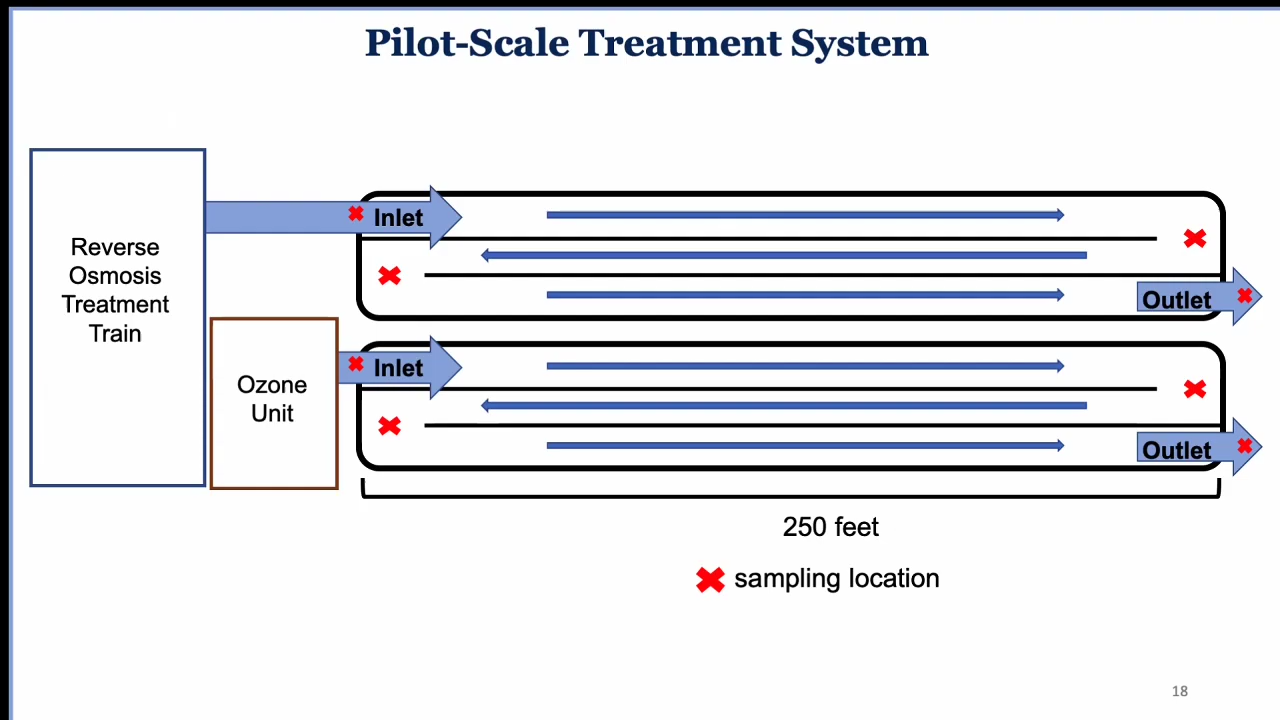 Pilot-Scale Treatment System
Reverse
Osmosis
Treatment
Train
Inlet
Outlet
Ozone
Unit
Inlet
Outlet
250 feet
sampling location
18